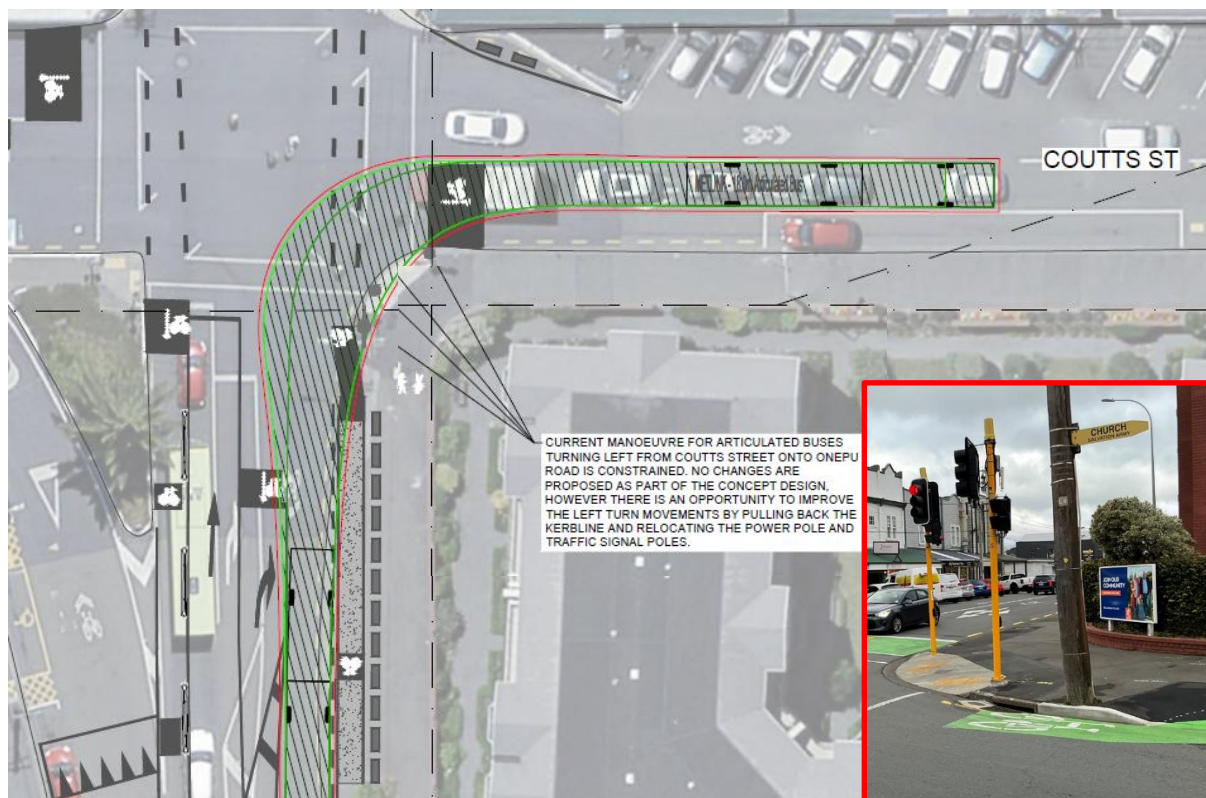 COUTTS ST
CURRENT MANOEUVRE FOR ARTICULATED BUSES
TURNING LEFT FROM COUTTS STREET ONTO ONEPU
ROAD IS CONSTRAINED. NO CHANGES ARE
PROPOSED AS PART OF THE CONCEPT DESIGN,
HOWEVER THERE IS AN OPPORTUNITY TO IMPROVE
THE LEFT TURN MOVEMENTS BY PULLING BACK THE
KERBLINE AND RELOCATING THE POWER POLE AND
TRAFFIC SIGNAL POLES.
CHURCH
SALVATION ARMY
JOIN OUR
COMMUNITY